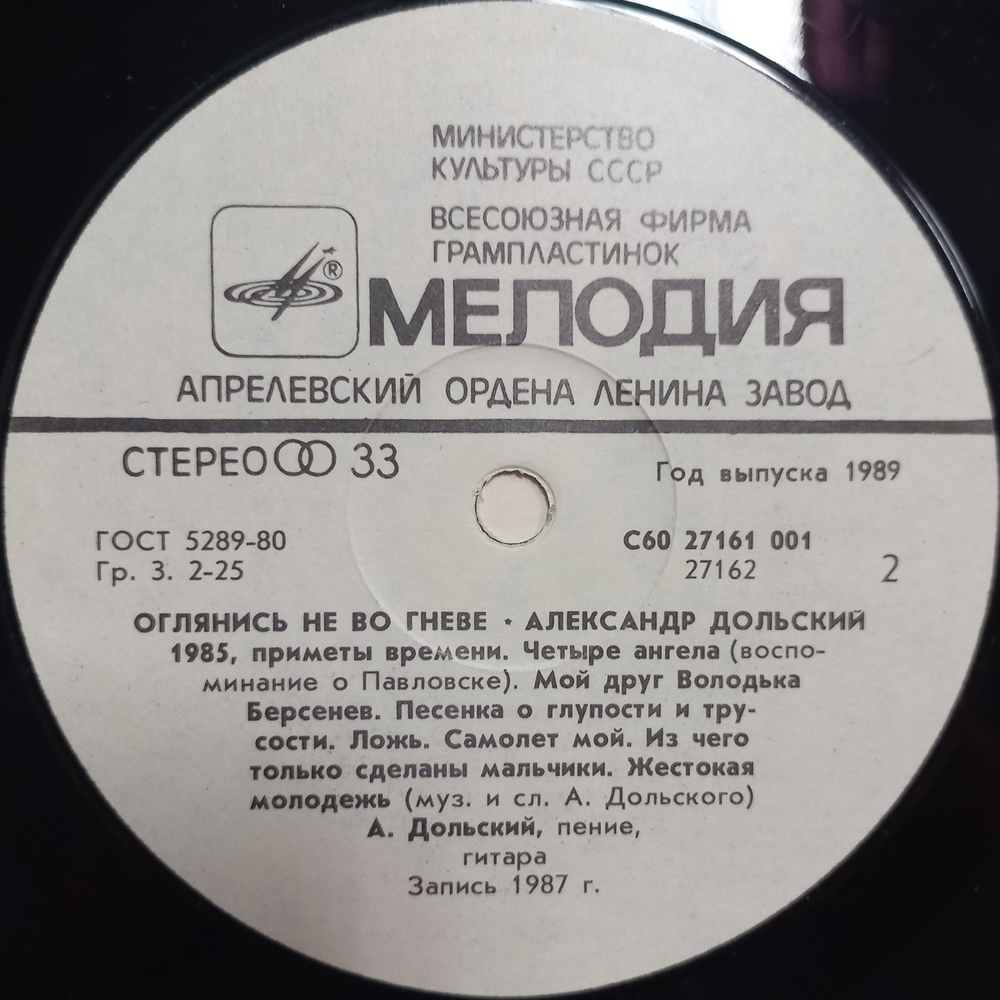 МИНИСТЕРСТВО
КУЛЬТУРЫ СССР
ВСЕСОЮЗНАЯ ФИРМА
ГРАМПЛАСТИНОК
®
МЕЛОДИЯ
АПРЕЛЕВСКИЙ ОРДЕНА ЛЕНИНА ЗАВОД
СТЕРЕО 33
Год выпуска 1989
ГОСТ 5289-80
Гр. 3. 2-25
С60 27161 001
27162
2
ОГЛЯНИСЬ НЕ ВО ГНЕВЕ · АЛЕКСАНДР ДОЛЬСКИЙ
1985, приметы времени. Четыре ангела (воспо-
минание о Павловске). Мой друг Володька
Берсенев. Песенка о глупости и тру-
сости. Ложь. Самолет мой. Из чего
только сделаны мальчики. Жестокая
молодежь (муз. и сл. А. Дольского)
А. Дольский, пение,
гитара
Запись 1987 г.